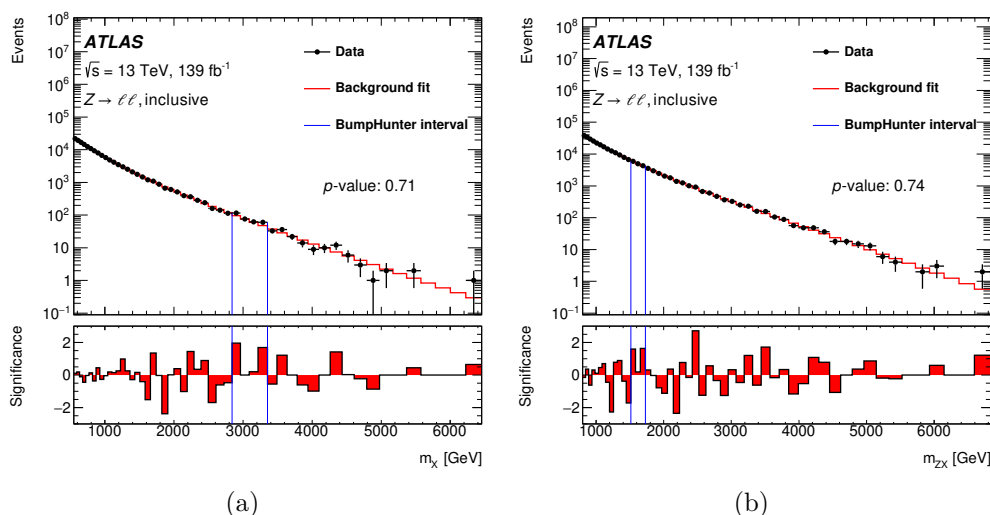 Events
10⁸
10⁷
10⁶
10⁵
10⁴
10³
10²
10
1
10⁻¹
ATLAS
√s = 13 TeV, 139 fb⁻¹
Z → ℓℓ, inclusive
Data
Background fit
BumpHunter interval
p-value: 0.71
Significance
2
0
−2
1000 2000 3000 4000 5000 6000
m_X [GeV]
(a)
Events
10⁸
10⁷
10⁶
10⁵
10⁴
10³
10²
10
1
10⁻¹
ATLAS
√s = 13 TeV, 139 fb⁻¹
Z → ℓℓ, inclusive
Data
Background fit
BumpHunter interval
p-value: 0.74
Significance
2
0
−2
1000 2000 3000 4000 5000 6000
m_ZX [GeV]
(b)